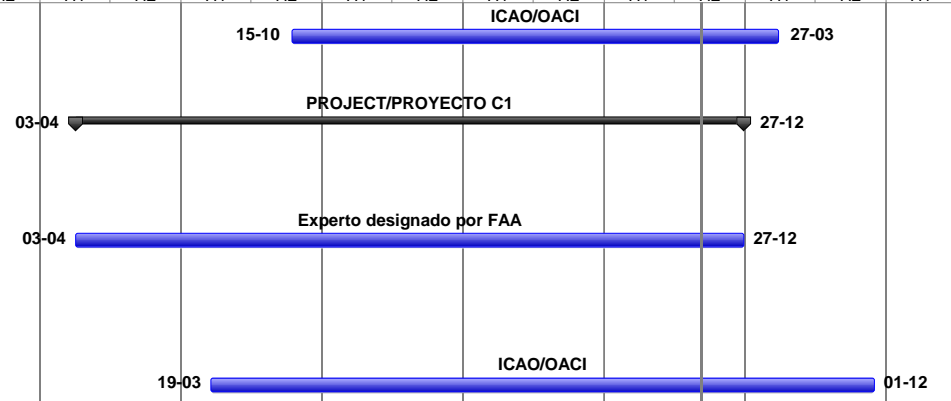 ICAO/OACI
15-10 27-03
PROJECT/PROYECTO C1
03-04 27-12
Experto designado por FAA
03-04 27-12
ICAO/OACI
19-03 01-12